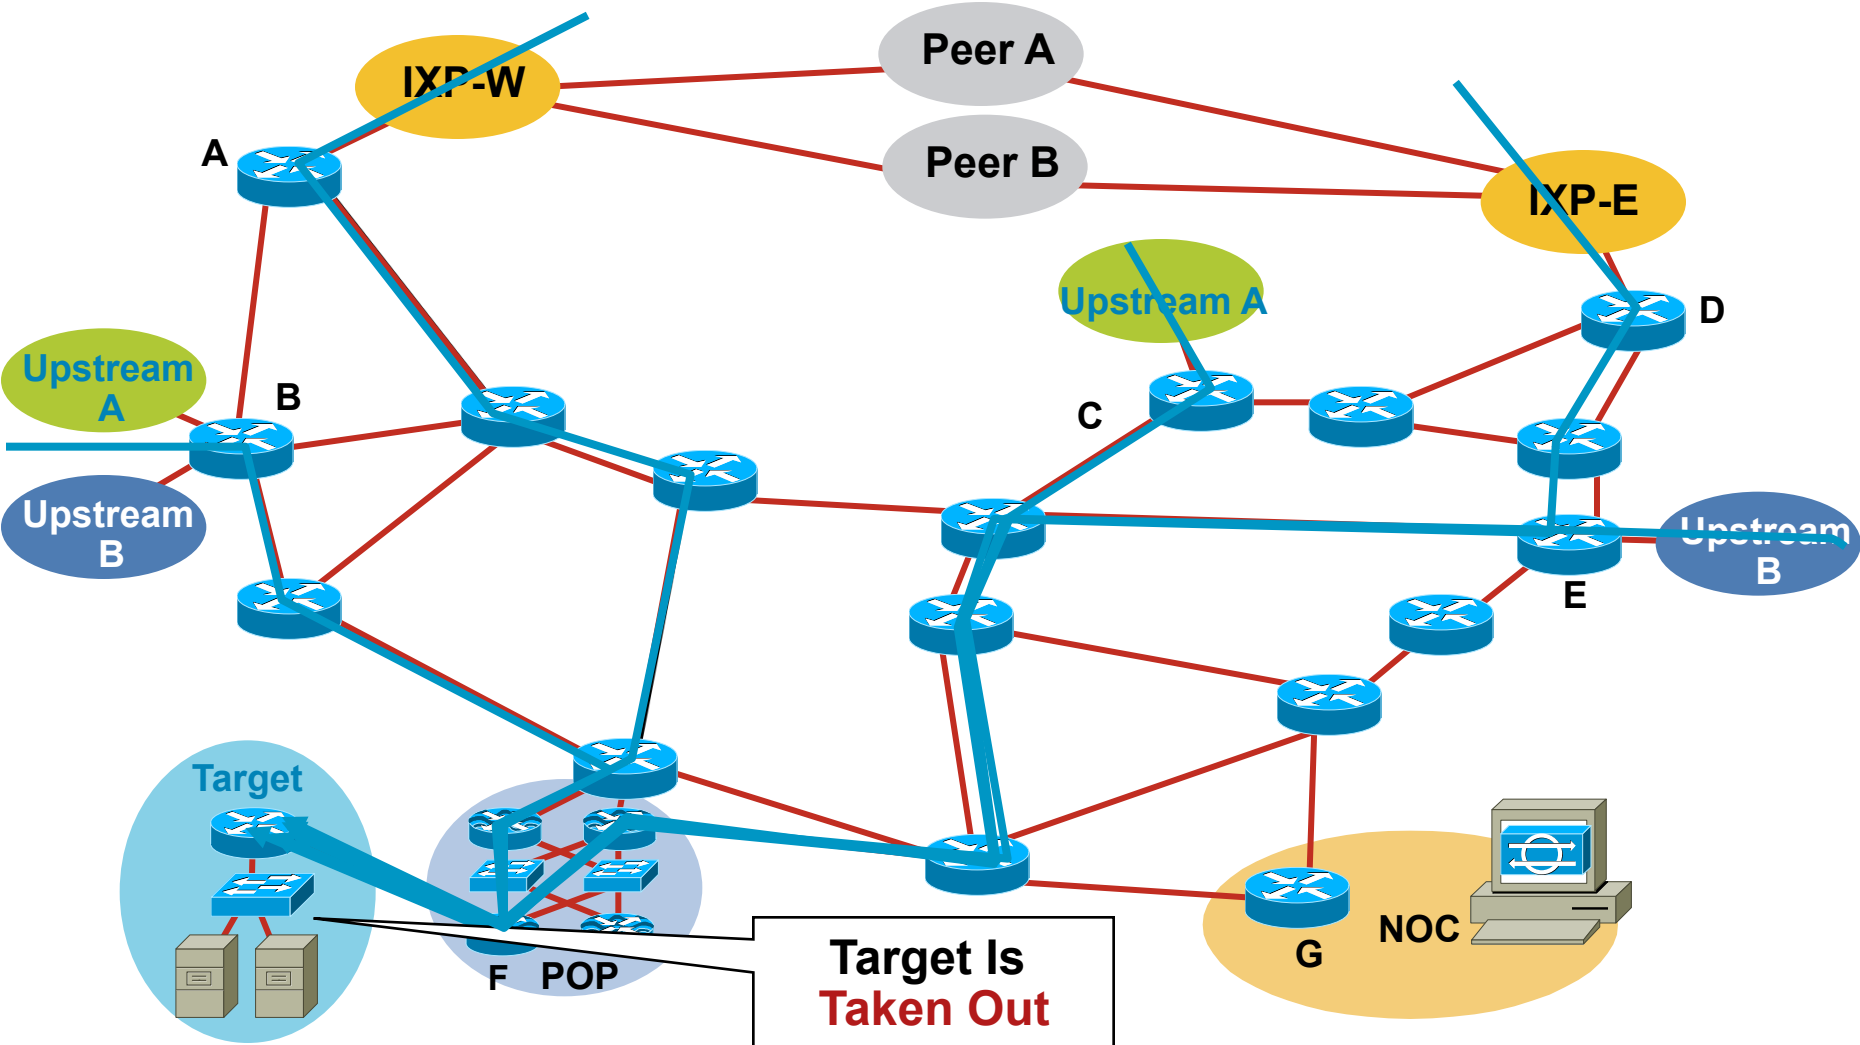 Peer A
IXP-W
A
Peer B
IXP-E
Upstream A
D
Upstream
A
B
C
Upstream
B
Upstream
B
E
Target
NOC
G
F
POP
Target Is
Taken Out